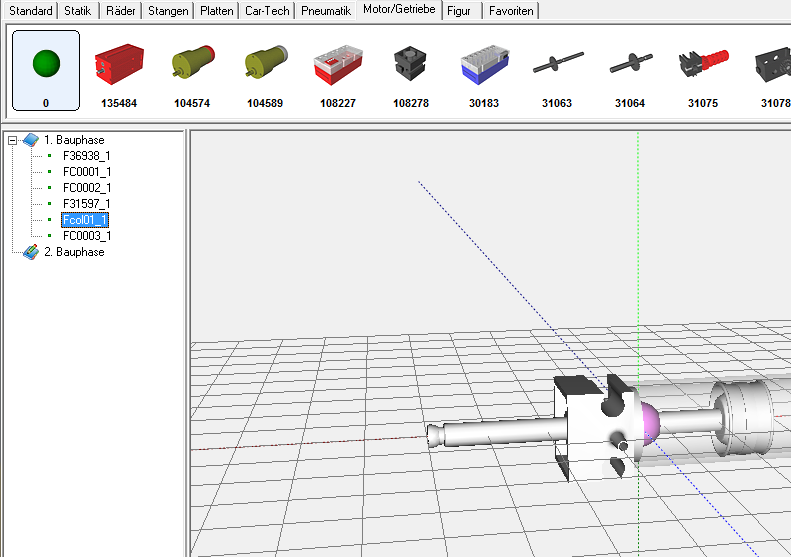 Standard Statik Räder Stangen Platten Car-Tech Pneumatik Motor/Getriebe Figur Favoriten
0 135484 104574 104589 108227 108278 30183 31063 31064 31075 31078
1. Bauphase
F36938_1
FC0001_1
FC0002_1
F31597_1
Fcol01_1
FC0003_1
2. Bauphase